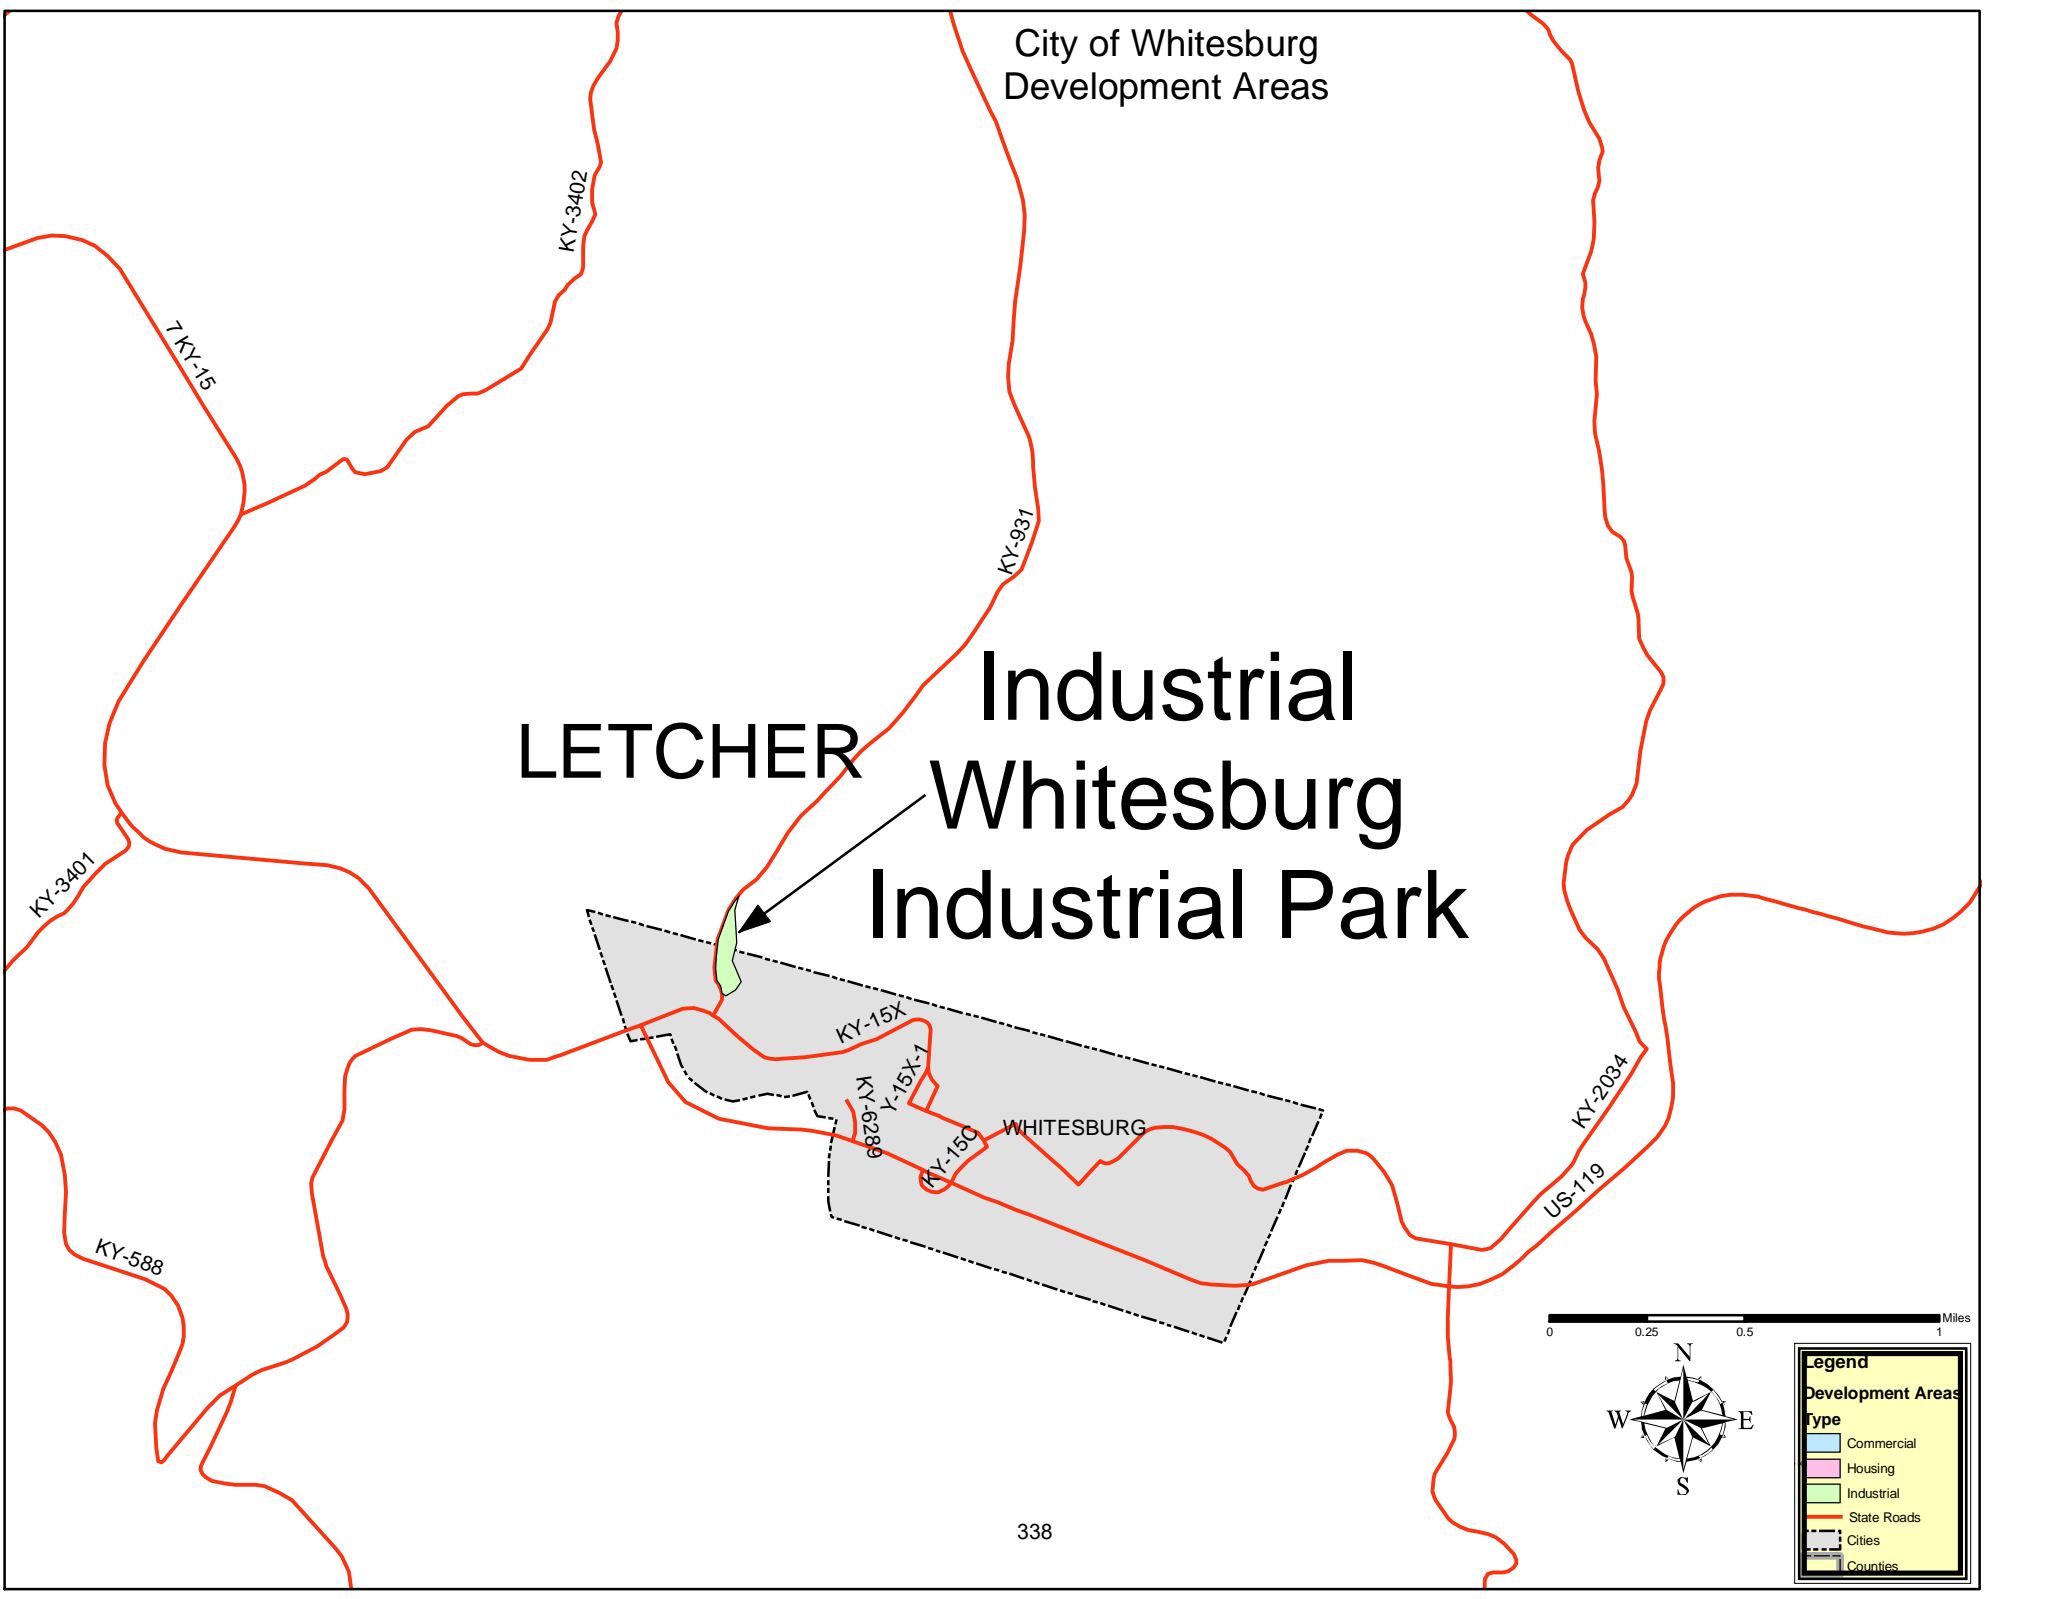 City of Whitesburg
Development Areas
KY-3402
7 KY-15
KY-931
Industrial
Whitesburg
Industrial Park
LETCHER
KY-3401
KY-15X
Y-15X-1
KY-6289
KY-15C
WHITESBURG
KY-2034
US-119
KY-588
338
Miles
0 0.25 0.5 1
N
W E
S
Legend
Development Areas
Type
Commercial
Housing
Industrial
State Roads
Cities
Counties